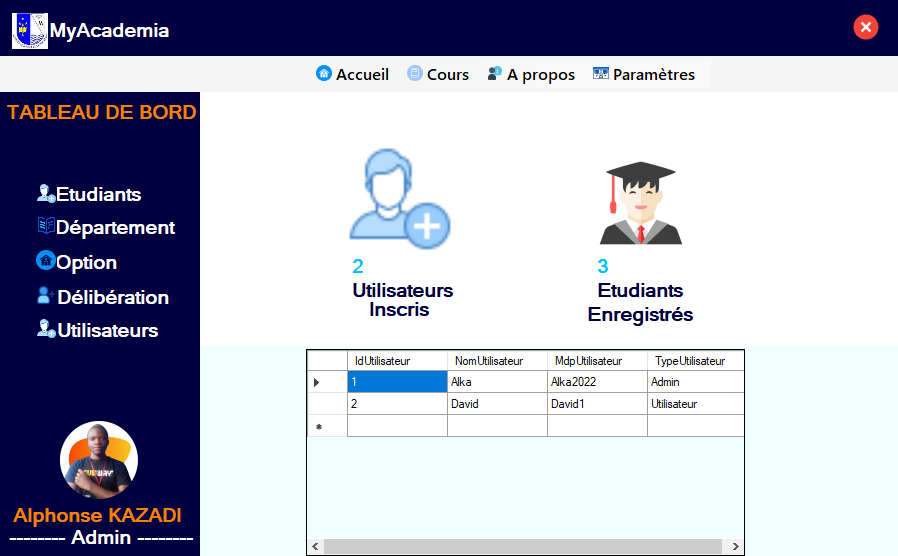 MyAcademia
Accueil Cours A propos Paramètres
TABLEAU DE BORD
Etudiants
Département
Option
Délibération
Utilisateurs
Alphonse KAZADI
-------- Admin --------
2
Utilisateurs
Inscris
3
Etudiants
Enregistrés
IdUtilisateur NomUtilisateur MdpUtilisateur TypeUtilisateur
1 Alka Alka2022 Admin
2 David David1 Utilisateur